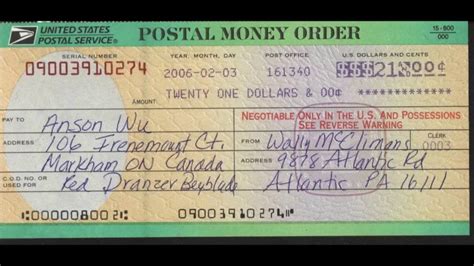 UNITED STATES POSTAL SERVICE®
POSTAL MONEY ORDER
15-800
000
SERIAL NUMBER
YEAR, MONTH, DAY
POST OFFICE
U.S. DOLLARS AND CENTS
09003910274
2006-02-03
161340
$$$21.00¢
AMOUNT
TWENTY ONE DOLLARS & 00¢
NEGOTIABLE ONLY IN THE U.S. AND POSSESSIONS
SEE REVERSE WARNING
PAY TO
Anson Wu
FROM
Wally
CLERK
0003
ADDRESS
106 Frenemount Ct.
ADDRESS
9878 Atlantic Rd
Markham ON Canada
Atlantic PA 16111
C.O.D. NO. OR
USED FOR
Red Dranzer Beyblade
⑆000008002⑆
09003910274⑈